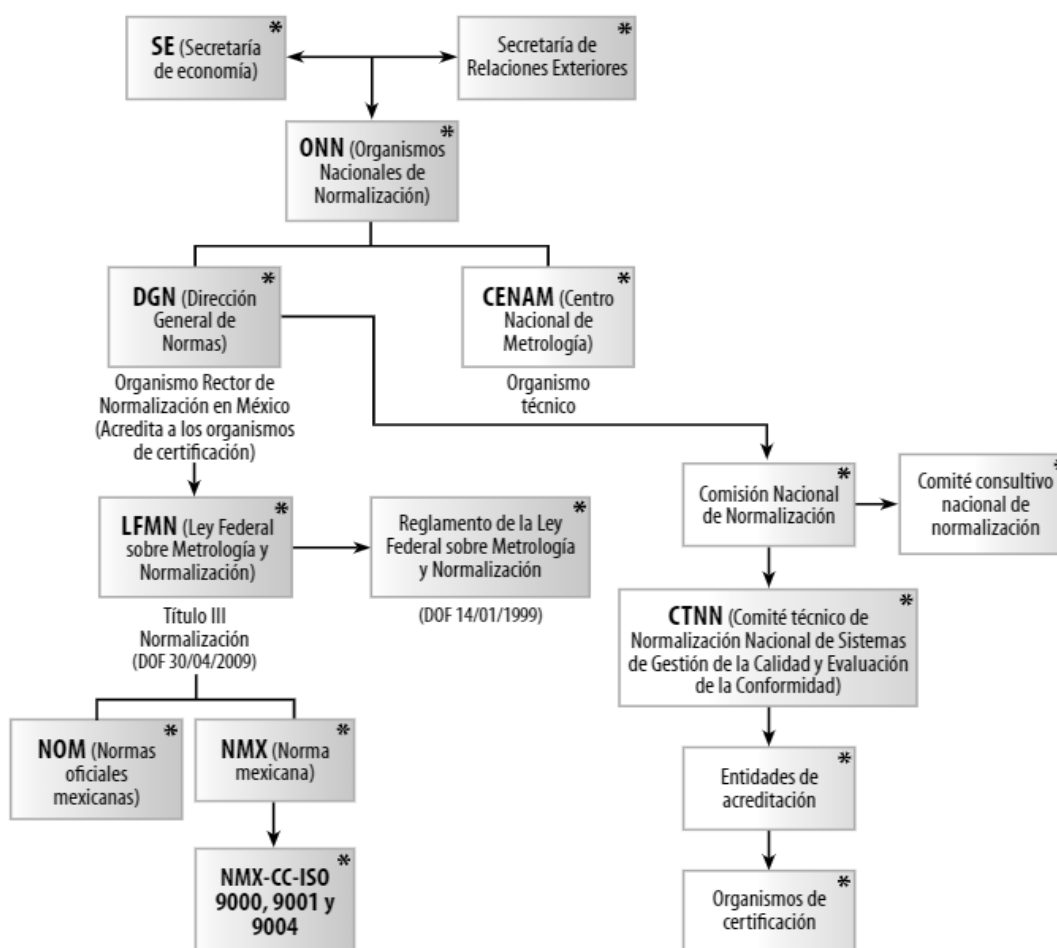 SE (Secretaría *
de economía)
Secretaría de *
Relaciones Exteriores
ONN (Organismos *
Nacionales de
Normalización)
DGN (Dirección *
General de
Normas)
CENAM (Centro *
Nacional de
Metrología)
Organismo Rector de
Normalización en México
(Acredita a los organismos
de certificación)
Organismo
técnico
Comisión Nacional *
de Normalización
Comité consultivo *
nacional de
normalización
LFMN (Ley Federal *
sobre Metrología y
Normalización)
Reglamento de la Ley *
Federal sobre Metrología
y Normalización
Título III
Normalización
(DOF 30/04/2009)
(DOF 14/01/1999)
CTNN (Comité técnico de *
Normalización Nacional de Sistemas
de Gestión de la Calidad y Evaluación
de la Conformidad)
NOM (Normas *
oficiales
mexicanas)
NMX (Norma *
mexicana)
Entidades de *
acreditación
NMX-CC-ISO *
9000, 9001 y
9004
Organismos de *
certificación